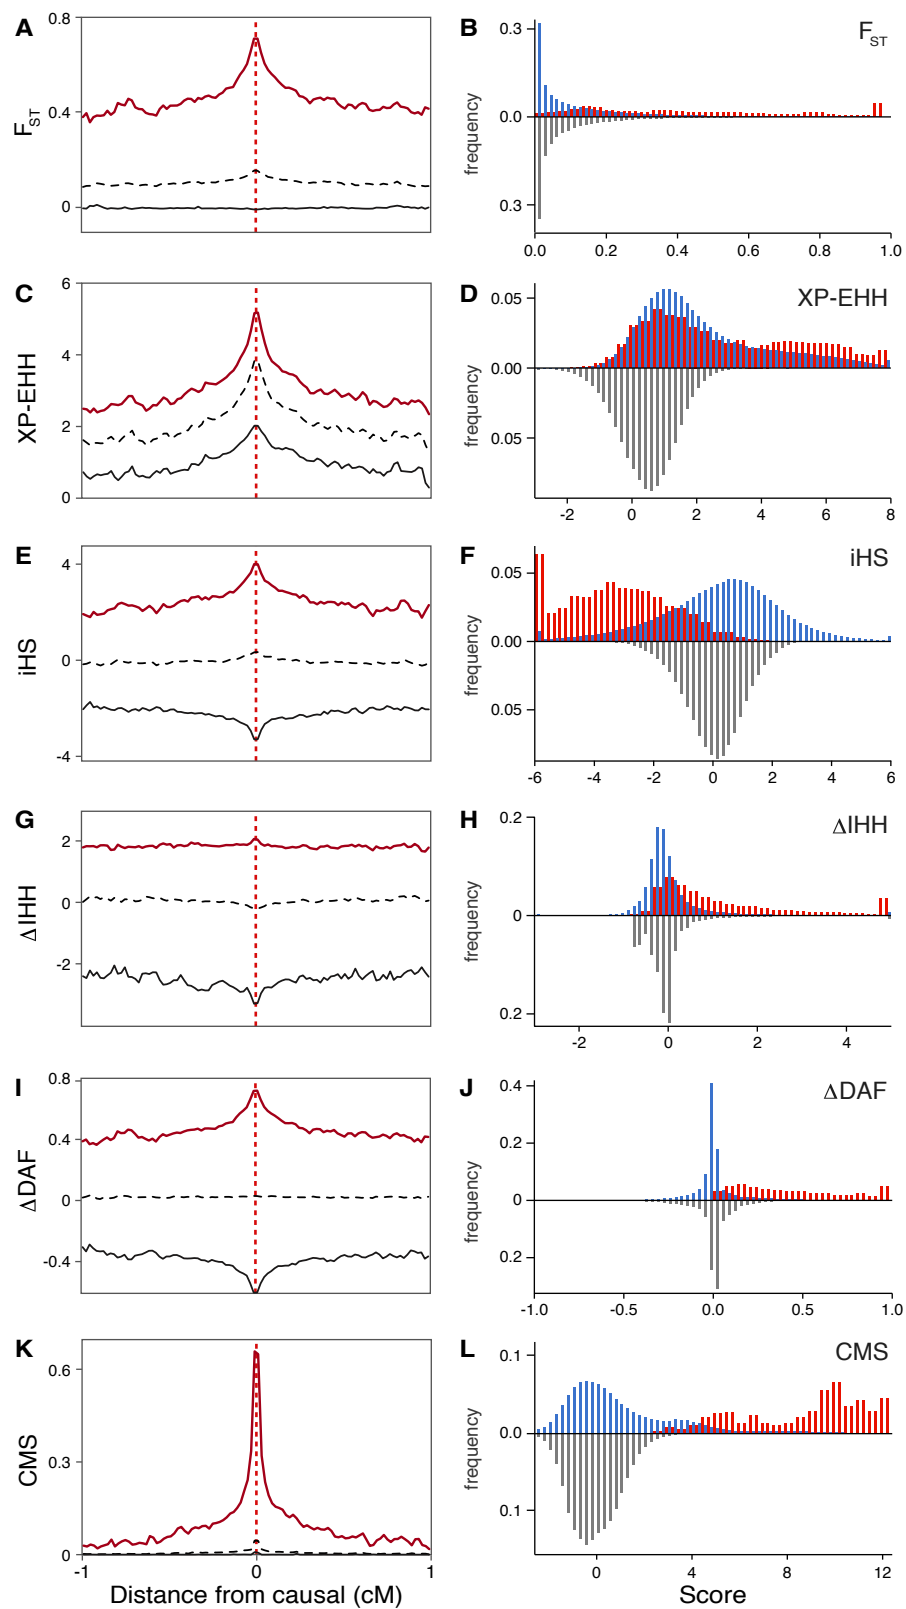 A
0.8
0.4
0
F_ST
B
F_ST
0.3
0.0
0.3
frequency
0.0 0.2 0.4 0.6 0.8 1.0
C
6
4
2
0
XP-EHH
D
XP-EHH
0.05
0.00
0.05
frequency
-2 0 2 4 6 8
E
4
0
-4
iHS
F
iHS
0.05
0.00
0.05
frequency
-6 -4 -2 0 2 4 6
G
2
0
-2
ΔIHH
H
ΔIHH
0.2
0
0.2
frequency
-2 0 2 4
I
0.8
0.4
0
-0.4
ΔDAF
J
ΔDAF
0.4
0.2
0
0.2
frequency
-1.0 -0.5 0.0 0.5 1.0
K
0.6
0.3
0
CMS
-1 0 1
Distance from causal (cM)
L
CMS
0.1
0.0
0.1
frequency
0 4 8 12
Score